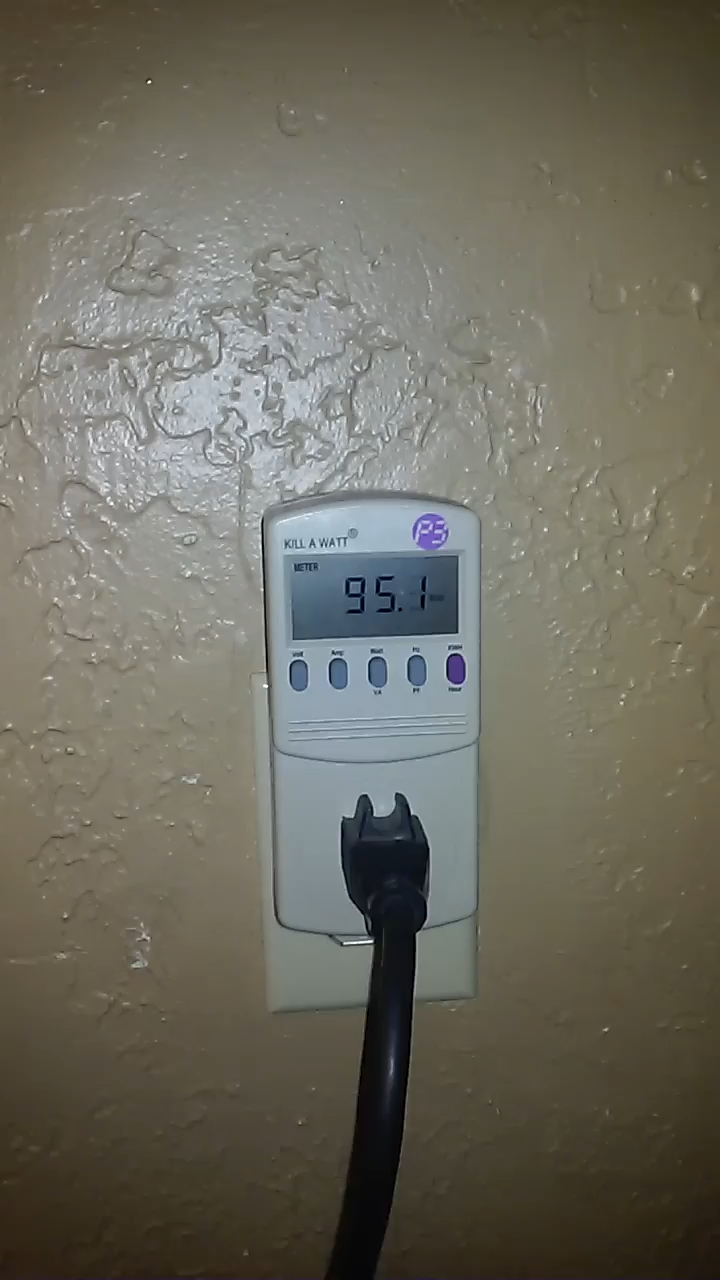 KILL A WATT®
P3
METER
95.1
Volt Amp Watt Hz KWH
VA PF Hour